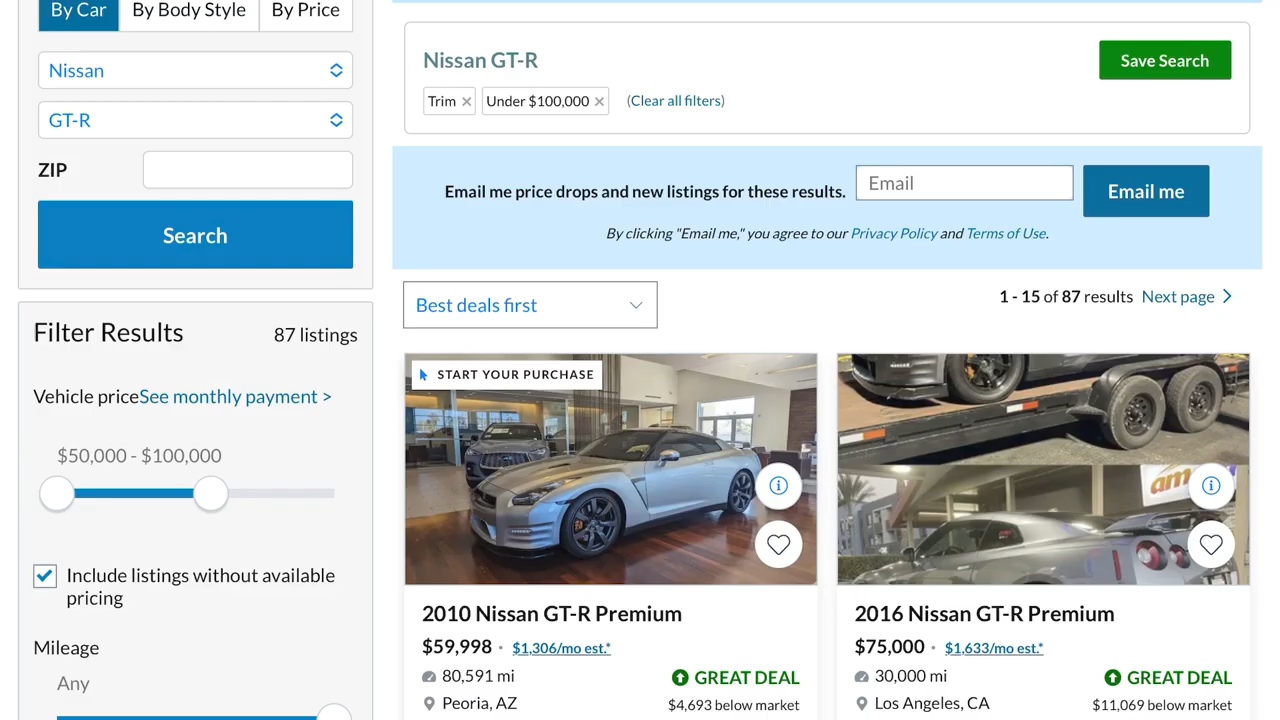 By Car
By Body Style
By Price
Nissan
GT-R
ZIP
Search
Filter Results
87 listings
Vehicle priceSee monthly payment >
$50,000 - $100,000
Include listings without available
pricing
Mileage
Any
Nissan GT-R
Save Search
Trim ×
Under $100,000 ×
(Clear all filters)
Email me price drops and new listings for these results.
Email
Email me
By clicking "Email me," you agree to our Privacy Policy and Terms of Use.
Best deals first
1 - 15 of 87 results Next page
START YOUR PURCHASE
2010 Nissan GT-R Premium
$59,998 · $1,306/mo est.*
80,591 mi
GREAT DEAL
Peoria, AZ
$4,693 below market
am
2016 Nissan GT-R Premium
$75,000 · $1,633/mo est.*
30,000 mi
GREAT DEAL
Los Angeles, CA
$11,069 below market